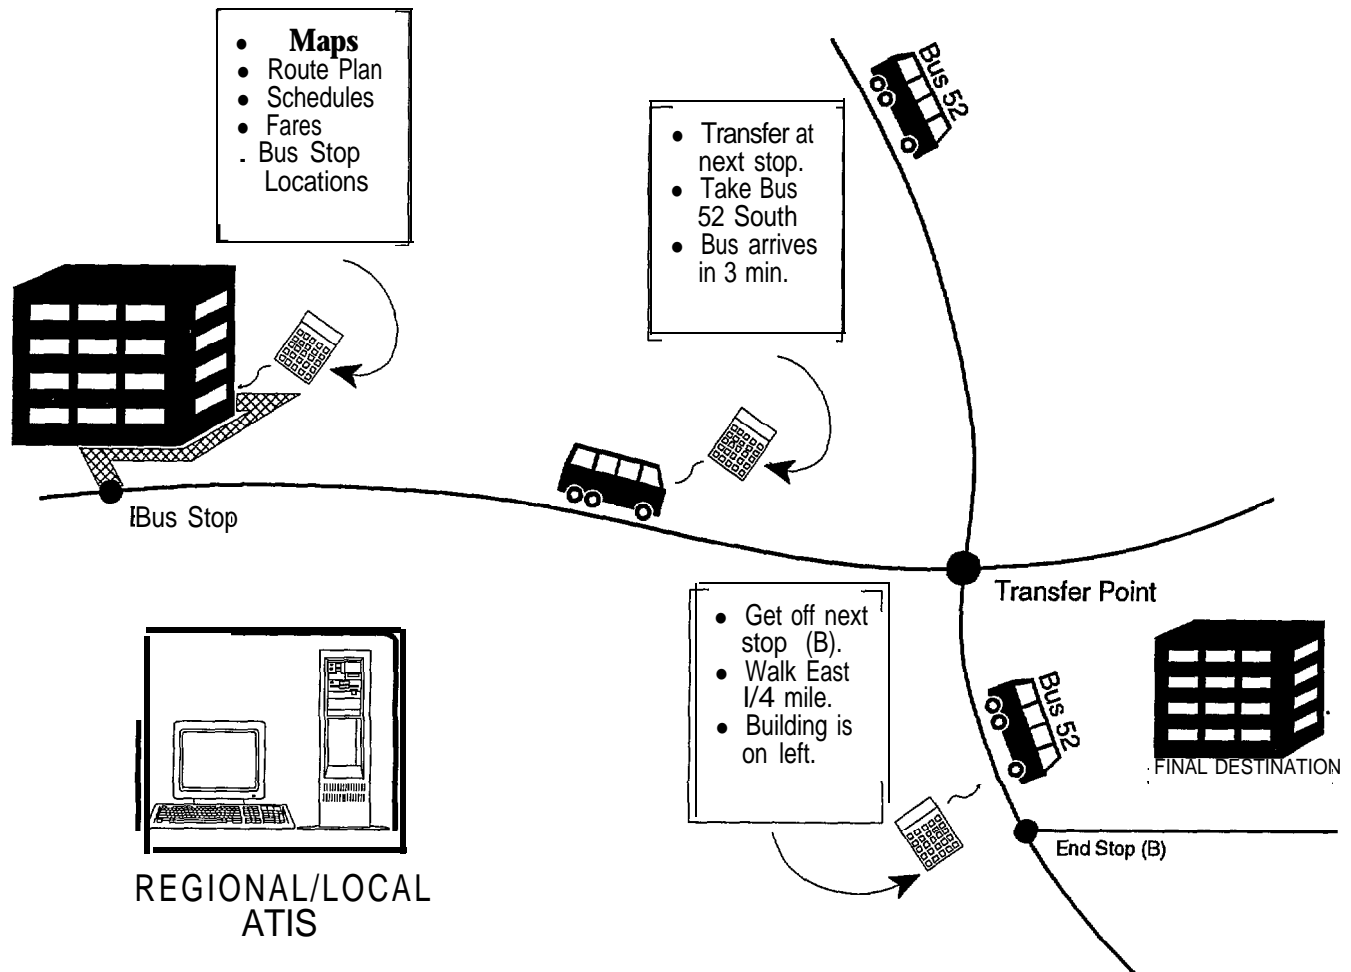 • Maps
• Route Plan
• Schedules
• Fares
. Bus Stop
Locations
• Transfer at
next stop.
• Take Bus
52 South
• Bus arrives
in 3 min.
Bus 52
Bus Stop
Transfer Point
• Get off next
stop (B).
• Walk East
I/4 mile.
• Building is
on left.
Bus 52
FINAL DESTINATION
End Stop (B)
REGIONAL/LOCAL
ATIS